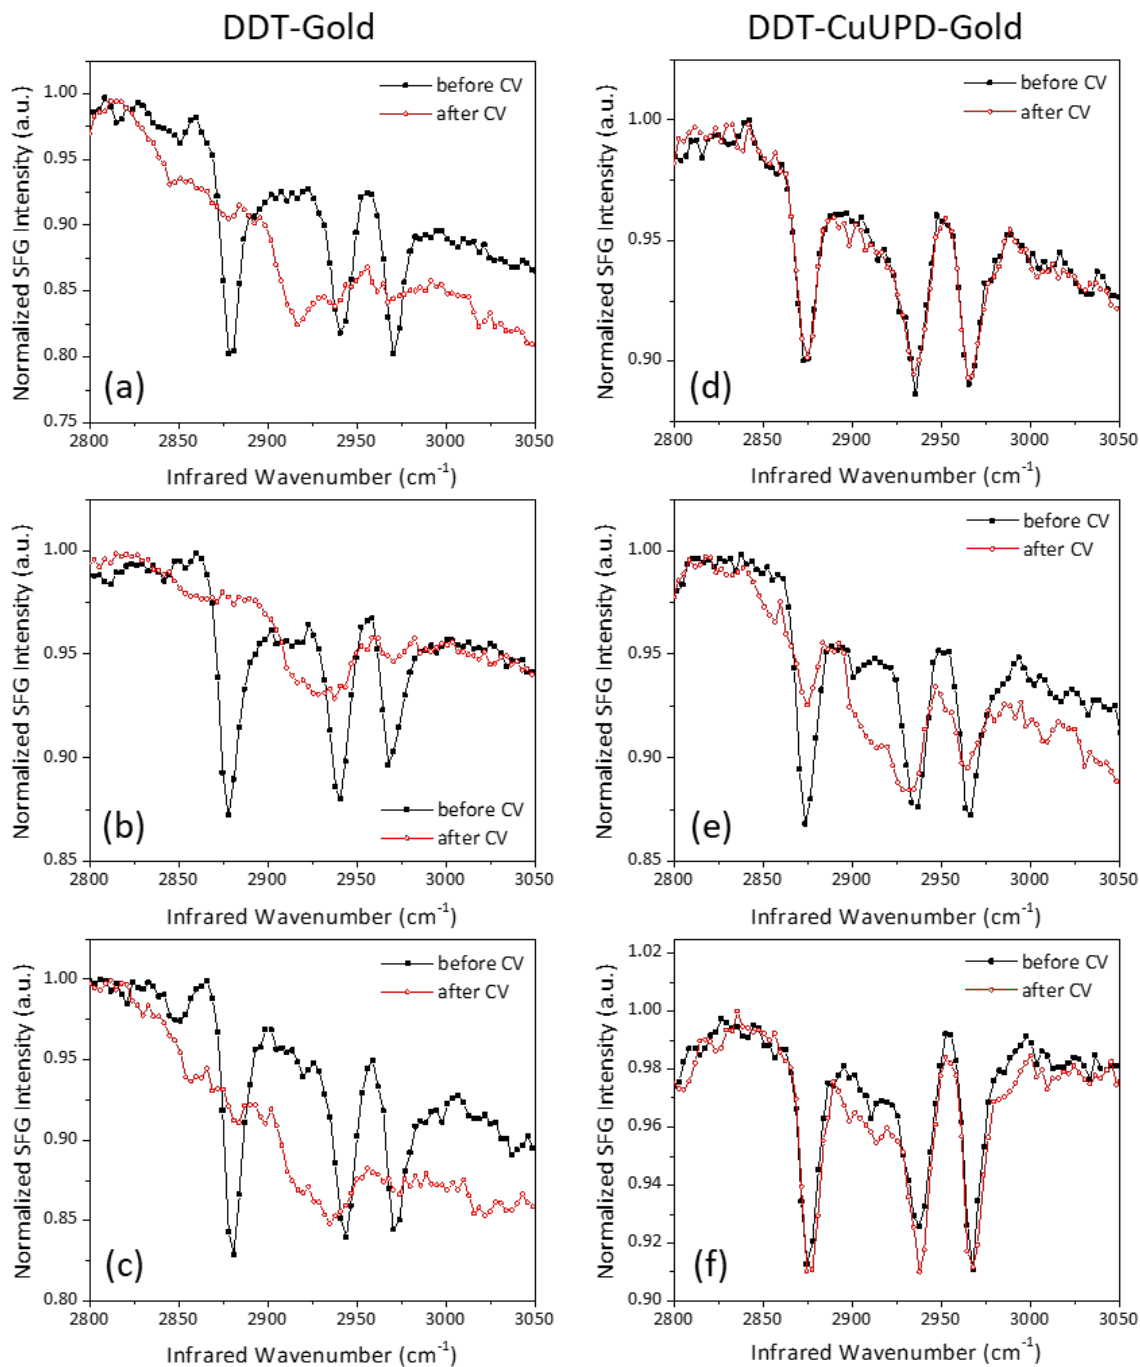 DDT-Gold
DDT-CuUPD-Gold
Normalized SFG Intensity (a.u.)
1.00
0.95
0.90
0.85
0.80
0.75
before CV
after CV
(a)
2800 2850 2900 2950 3000 3050
Infrared Wavenumber (cm⁻¹)
Normalized SFG Intensity (a.u.)
1.00
0.95
0.90
before CV
after CV
(d)
2800 2850 2900 2950 3000 3050
Infrared Wavenumber (cm⁻¹)
Normalized SFG Intensity (a.u.)
1.00
0.95
0.90
0.85
(b)
before CV
after CV
2800 2850 2900 2950 3000 3050
Infrared Wavenumber (cm⁻¹)
Normalized SFG Intensity (a.u.)
1.00
0.95
0.90
0.85
before CV
after CV
(e)
2800 2850 2900 2950 3000 3050
Infrared Wavenumber (cm⁻¹)
Normalized SFG Intensity (a.u.)
1.00
0.95
0.90
0.85
0.80
before CV
after CV
(c)
2800 2850 2900 2950 3000 3050
Infrared Wavenumber (cm⁻¹)
Normalized SFG Intensity (a.u.)
1.02
1.00
0.98
0.96
0.94
0.92
0.90
before CV
after CV
(f)
2800 2850 2900 2950 3000 3050
Infrared Wavenumber (cm⁻¹)